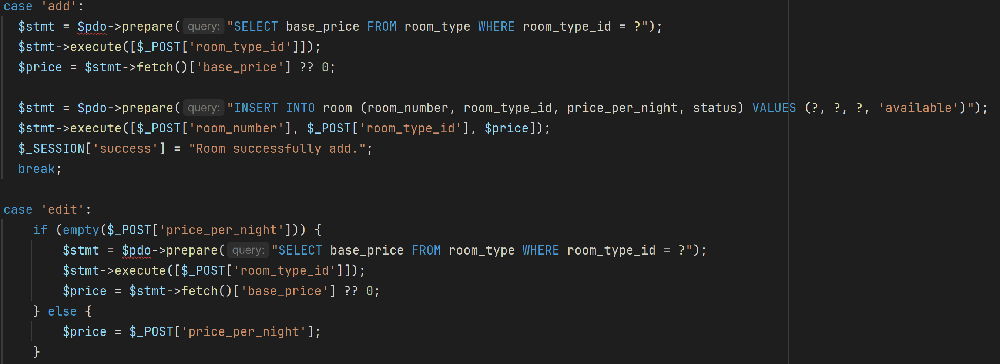 case 'add':
$stmt = $pdo->prepare( query: "SELECT base_price FROM room_type WHERE room_type_id = ?");
$stmt->execute([$_POST['room_type_id']]);
$price = $stmt->fetch()['base_price'] ?? 0;
$stmt = $pdo->prepare( query: "INSERT INTO room (room_number, room_type_id, price_per_night, status) VALUES (?, ?, ?, 'available')");
$stmt->execute([$_POST['room_number'], $_POST['room_type_id'], $price]);
$_SESSION['success'] = "Room successfully add.";
break;
case 'edit':
if (empty($_POST['price_per_night'])) {
$stmt = $pdo->prepare( query: "SELECT base_price FROM room_type WHERE room_type_id = ?");
$stmt->execute([$_POST['room_type_id']]);
$price = $stmt->fetch()['base_price'] ?? 0;
} else {
$price = $_POST['price_per_night'];
}